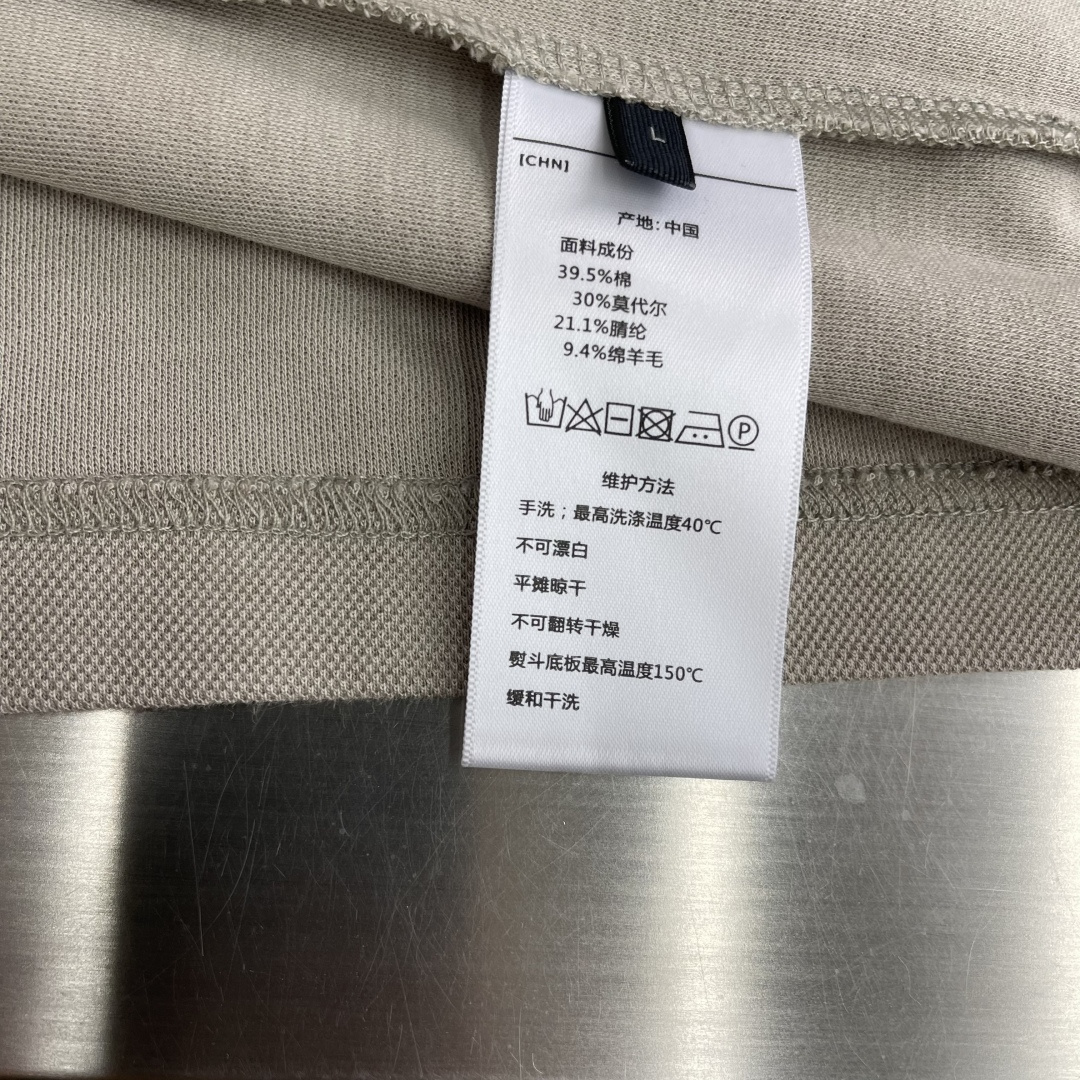 L
[CHN]
产地: 中国
面料成份
39.5%棉
30%莫代尔
21.1%腈纶
9.4%绵羊毛
P
维护方法
手洗；最高洗涤温度40℃
不可漂白
平摊晾干
不可翻转干燥
熨斗底板最高温度150℃
缓和干洗